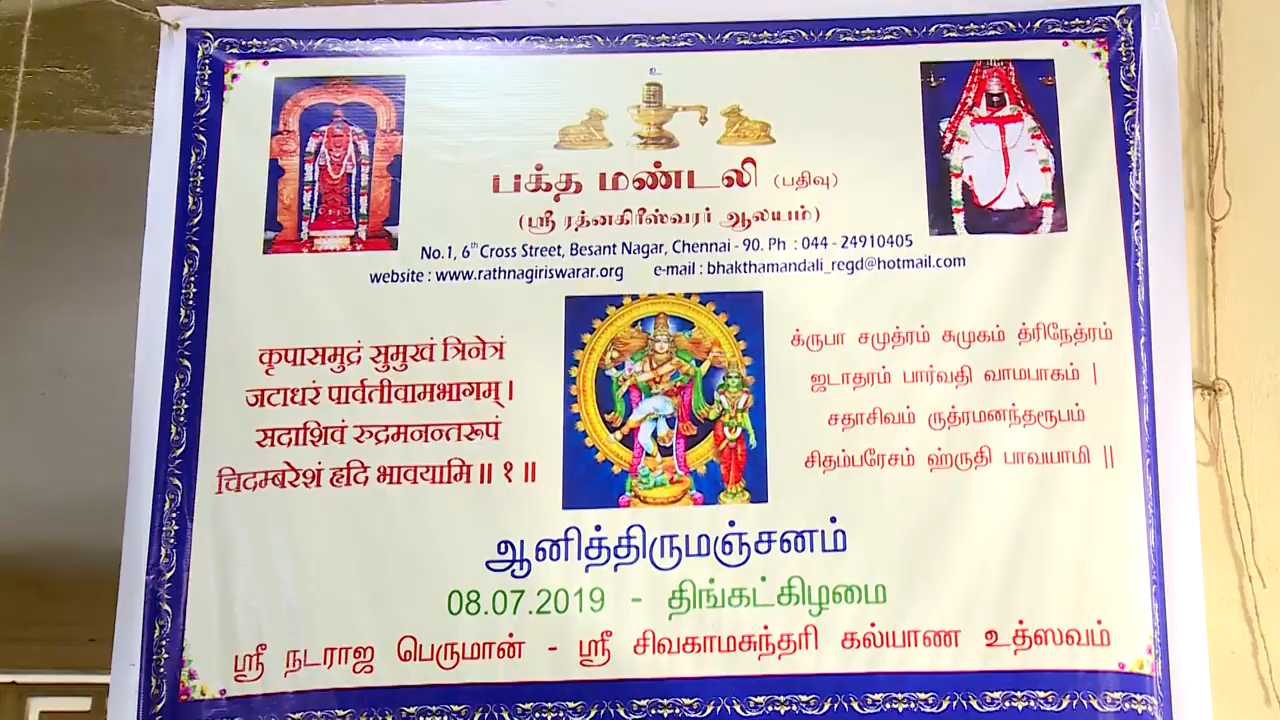 உ
பக்த மண்டலி (பதிவு)
(ஸ்ரீ ரத்னகிரீஸ்வரர் ஆலயம்)
No.1, 6th Cross Street, Besant Nagar, Chennai - 90. Ph : 044 - 24910405
website : www.rathnagiriswarar.org e-mail : bhakthamandali_regd@hotmail.com
कृपासमुद्रं सुमुखं त्रिनेत्रं
जटाधरं पार्वतीवामभागम् ।
सदाशिवं रुद्रमनन्तरूपं
चिदम्बरेशं हृदि भावयामि ॥ १ ॥
க்ருபா சமுத்ரம் சுமுகம் த்ரிநேத்ரம்
ஜடாதரம் பார்வதி வாமபாகம் |
சதாசிவம் ருத்ரமனந்தரூபம்
சிதம்பரேசம் ஹ்ருதி பாவயாமி ||
ஆனித்திருமஞ்சனம்
08.07.2019 - திங்கட்கிழமை
ஸ்ரீ நடராஜ பெருமான் - ஸ்ரீ சிவகாமசுந்தரி கல்யாண உத்ஸவம்